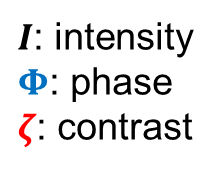 I: intensity
Φ: phase
ζ: contrast